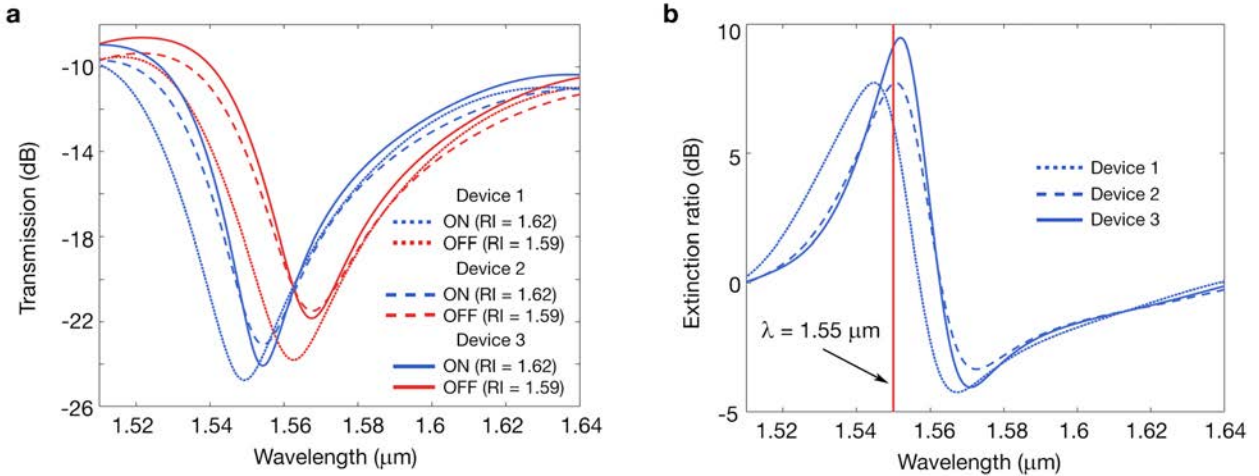 a
Transmission (dB)
-10
-14
-18
-22
-26
1.52
1.54
1.56
1.58
1.6
1.62
1.64
Wavelength (μm)
Device 1
ON (RI = 1.62)
OFF (RI = 1.59)
Device 2
ON (RI = 1.62)
OFF (RI = 1.59)
Device 3
ON (RI = 1.62)
OFF (RI = 1.59)
b
Extinction ratio (dB)
10
5
0
-5
1.52
1.54
1.56
1.58
1.6
1.62
1.64
Wavelength (μm)
Device 1
Device 2
Device 3
λ = 1.55 μm